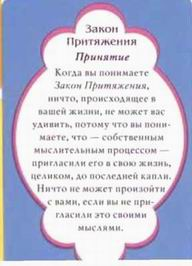 Закон
Притяжения
Принятие
Когда вы понимаете
Закон Притяжения,
ничто, происходящее в
вашей жизни, не может вас
удивить, потому что вы пони-
маете, что — собственным
мыслительным процессом —
пригласили его в свою жизнь,
целиком, до последней капли.
Ничто не может произойти
с вами, если вы не при-
гласили это своими
мыслями.